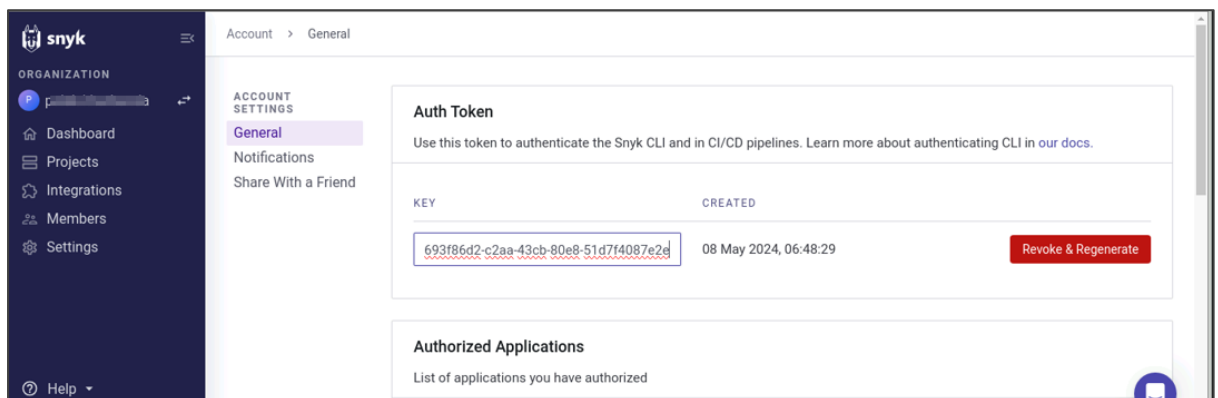 snyk
Account > General
ORGANIZATION
P
Dashboard
Projects
Integrations
Members
Settings
Help
ACCOUNT
SETTINGS
General
Notifications
Share With a Friend
Auth Token
Use this token to authenticate the Snyk CLI and in CI/CD pipelines. Learn more about authenticating CLI in our docs.
KEY CREATED
693f86d2-c2aa-43cb-80e8-51d7f4087e2e 08 May 2024, 06:48:29 Revoke & Regenerate
Authorized Applications
List of applications you have authorized